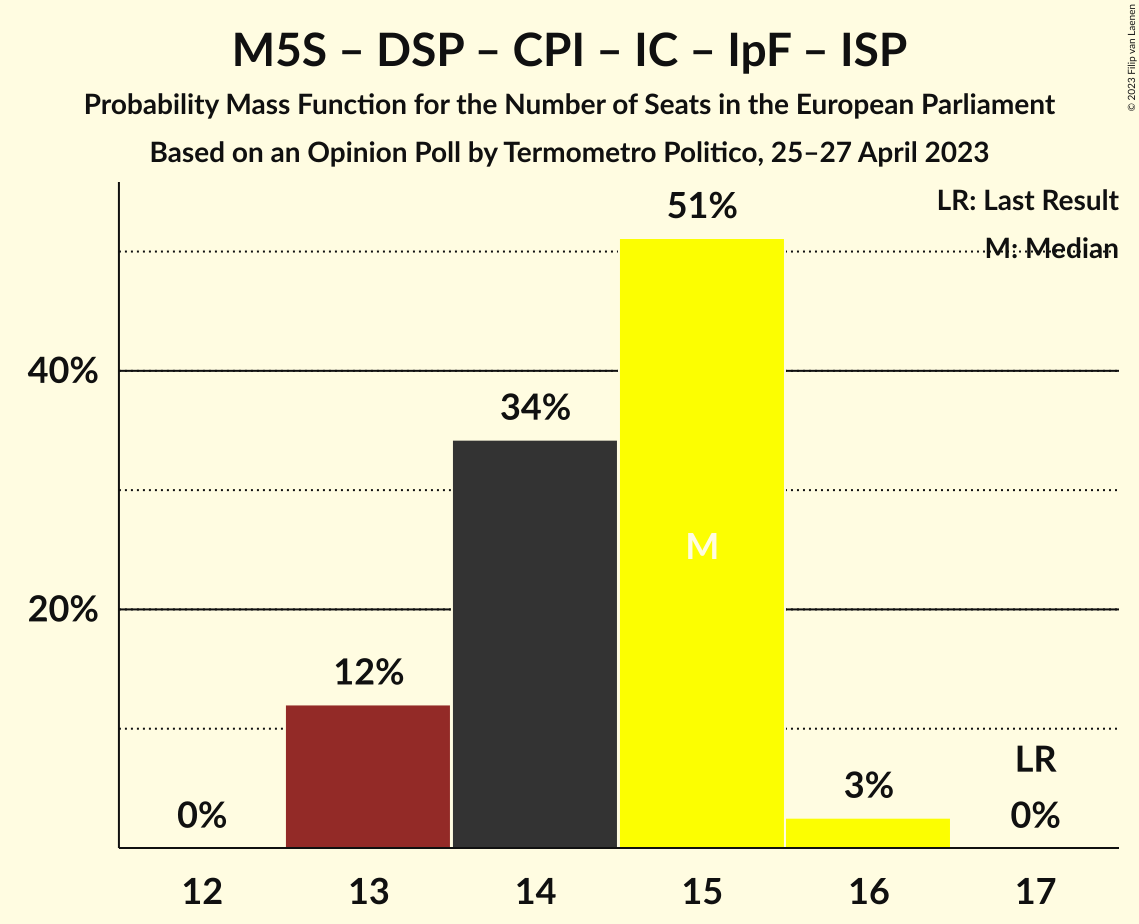 M5S – DSP – CPI – IC – IpF – ISP
Probability Mass Function for the Number of Seats in the European Parliament
Based on an Opinion Poll by Termometro Politico, 25–27 April 2023
© 2023 Filip van Laenen
LR: Last Result
M: Median
51%
40%
34%
M
20%
12%
LR
3%
0%
0%
12 13 14 15 16 17